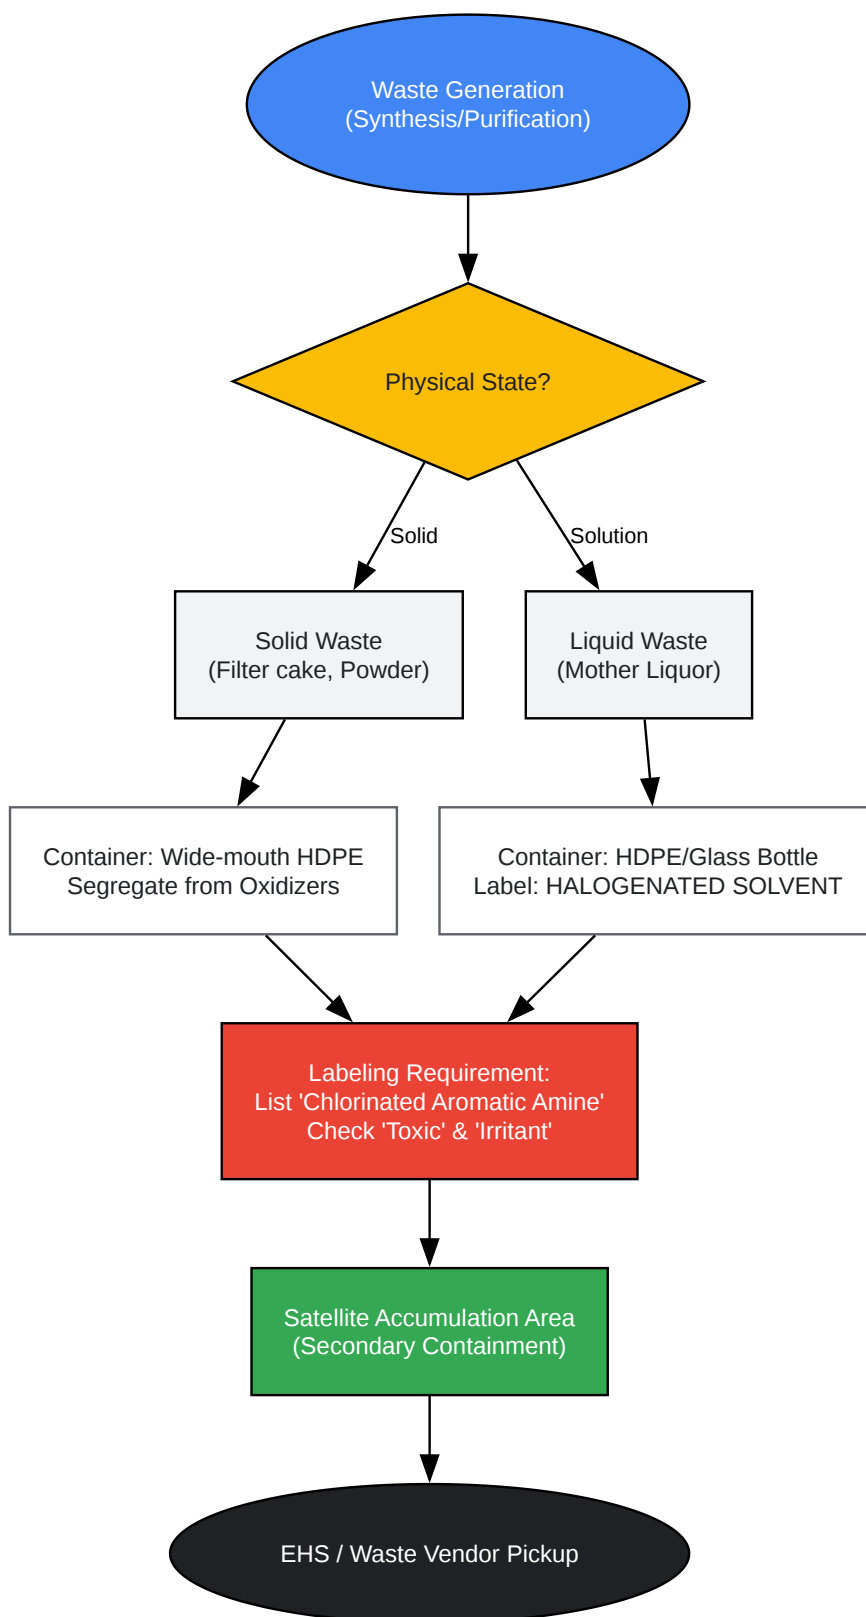 Waste Generation
(Synthesis/Purification)
Physical State?
Solid
Solution
Solid Waste
(Filter cake, Powder)
Liquid Waste
(Mother Liquor)
Container: Wide-mouth HDPE
Segregate from Oxidizers
Container: HDPE/Glass Bottle
Label: HALOGENATED SOLVENT
Labeling Requirement:
List 'Chlorinated Aromatic Amine'
Check 'Toxic' & 'Irritant'
Satellite Accumulation Area
(Secondary Containment)
EHS / Waste Vendor Pickup